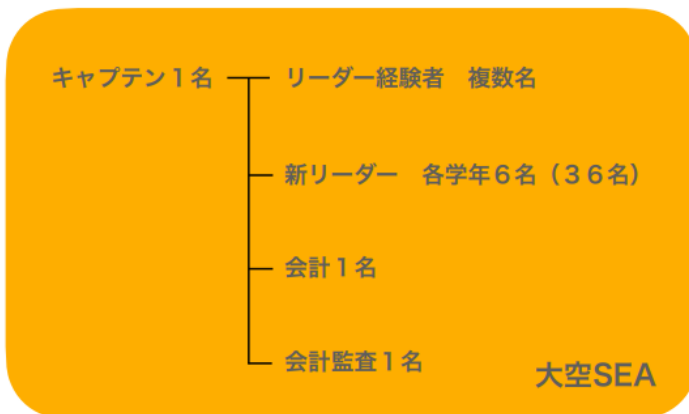 キャプテン１名
リーダー経験者　複数名
新リーダー　各学年６名（３６名）
会計１名
会計監査１名
大空SEA